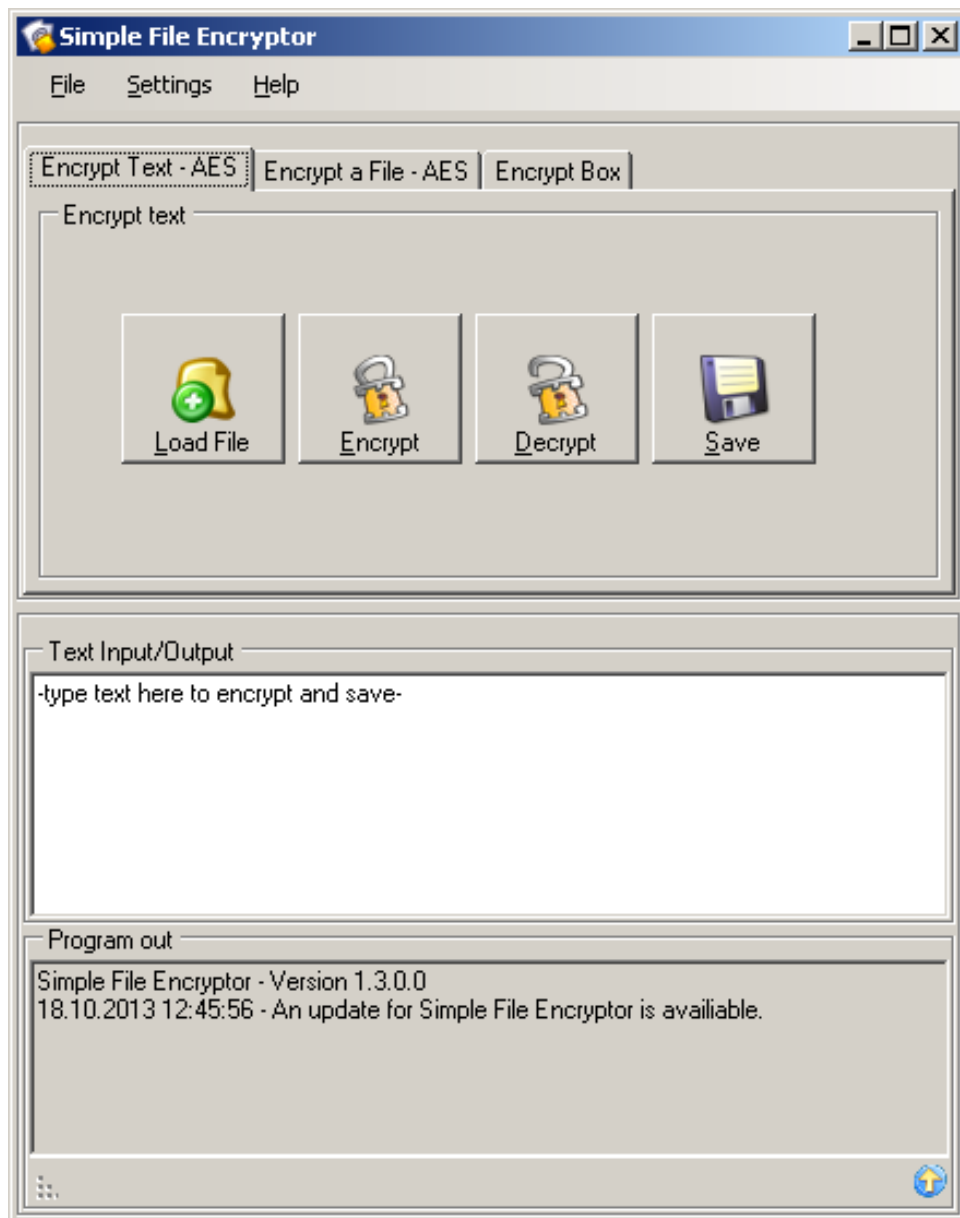 Simple File Encryptor
File Settings Help
Encrypt Text - AES Encrypt a File - AES Encrypt Box
Encrypt text
Load File Encrypt Decrypt Save
Text Input/Output
-type text here to encrypt and save-
Program out
Simple File Encryptor - Version 1.3.0.0
18.10.2013 12:45:56 - An update for Simple File Encryptor is availiable.